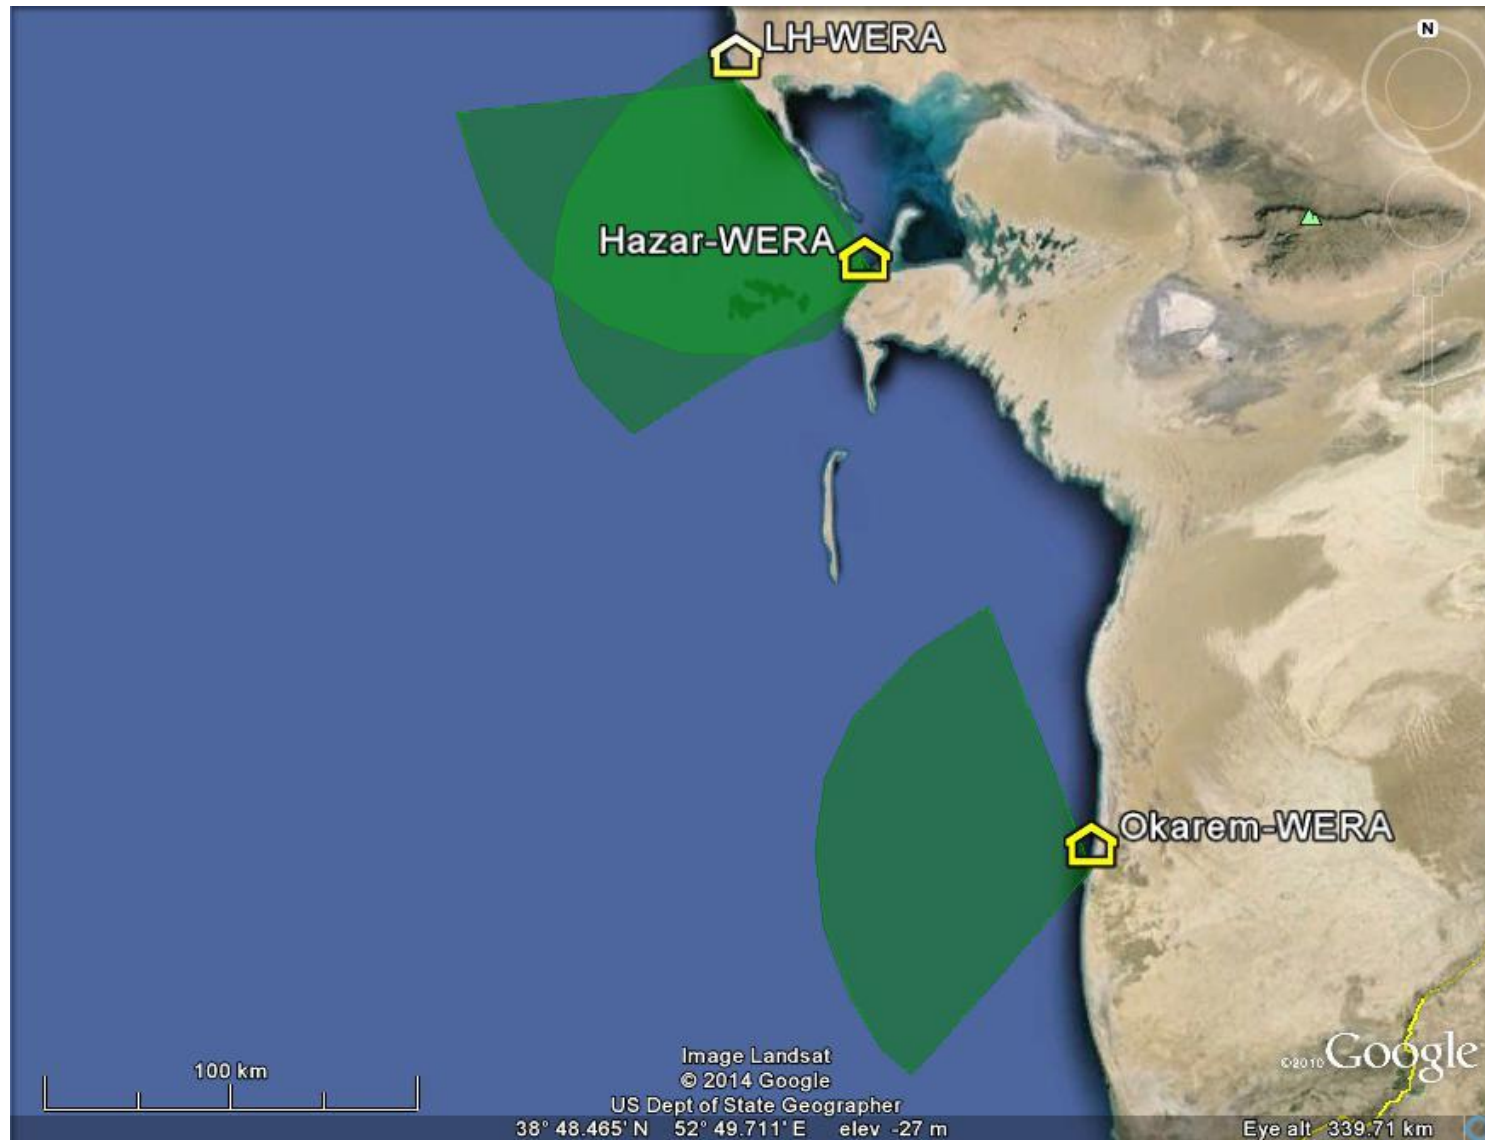 N
LH-WERA
Hazar-WERA
Okarem-WERA
100 km
Image Landsat
© 2014 Google
US Dept of State Geographer
©2010 Google
38° 48.465' N 52° 49.711' E elev -27 m
Eye alt 339.71 km